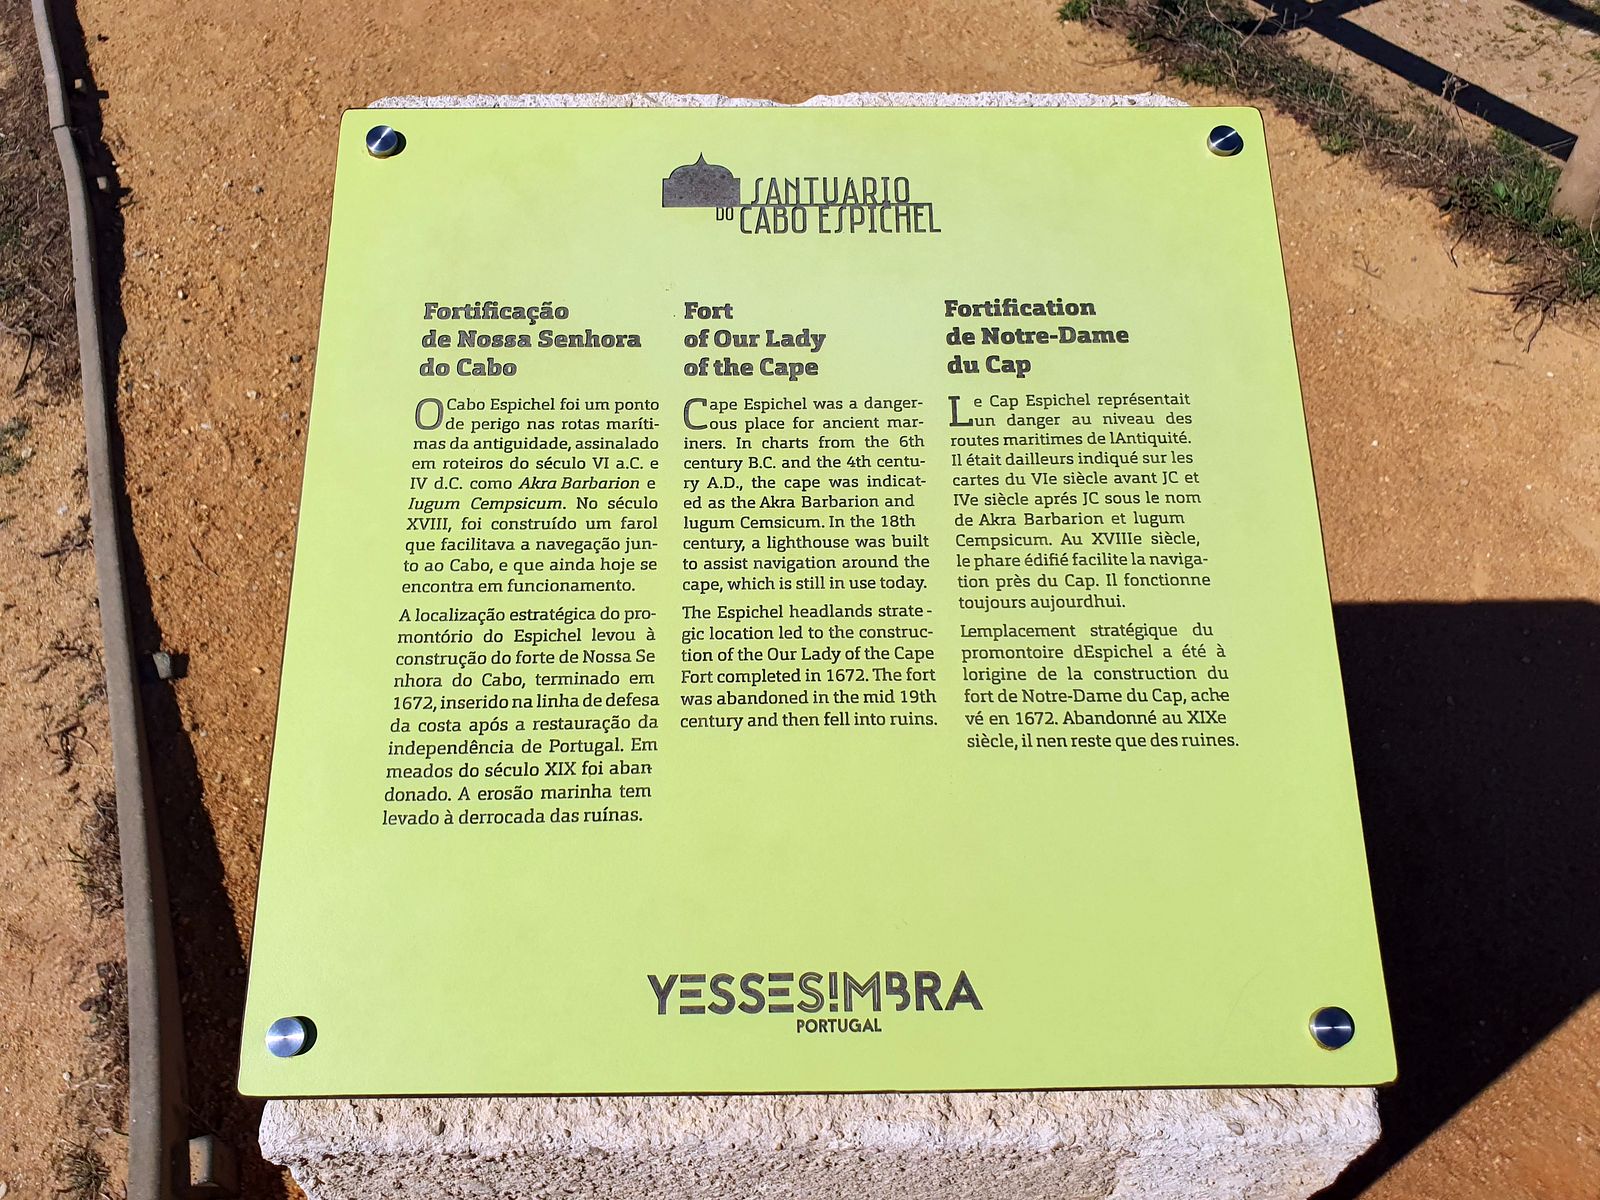 SANTUÁRIO
DO CABO ESPICHEL
Fortificação
de Nossa Senhora
do Cabo
O Cabo Espichel foi um ponto
de perigo nas rotas maríti-
mas da antiguidade, assinalado
em roteiros do século VI a.C. e
IV d.C. como Akra Barbarion e
Iugum Cempsicum. No século
XVIII, foi construído um farol
que facilitava a navegação jun-
to ao Cabo, e que ainda hoje se
encontra em funcionamento.
A localização estratégica do pro-
montório do Espichel levou à
construção do forte de Nossa Se
nhora do Cabo, terminado em
1672, inserido na linha de defesa
da costa após a restauração da
independência de Portugal. Em
meados do século XIX foi aban-
donado. A erosão marinha tem
levado à derrocada das ruínas.
Fort
of Our Lady
of the Cape
Cape Espichel was a danger-
ous place for ancient mar-
iners. In charts from the 6th
century B.C. and the 4th centu-
ry A.D., the cape was indicat-
ed as the Akra Barbarion and
lugum Cemsicum. In the 18th
century, a lighthouse was built
to assist navigation around the
cape, which is still in use today.
The Espichel headlands strate-
gic location led to the construc-
tion of the Our Lady of the Cape
Fort completed in 1672. The fort
was abandoned in the mid 19th
century and then fell into ruins.
Fortification
de Notre-Dame
du Cap
Le Cap Espichel représentait
un danger au niveau des
routes maritimes de lAntiquité.
Il était dailleurs indiqué sur les
cartes du VIe siècle avant JC et
IVe siècle aprés JC sous le nom
de Akra Barbarion et lugum
Cempsicum. Au XVIIIe siècle,
le phare édifié facilite la naviga-
tion près du Cap. Il fonctionne
toujours aujourdhui.
Lemplacement stratégique du
promontoire dEspichel a été à
lorigine de la construction du
fort de Notre-Dame du Cap, ache
vé en 1672. Abandonné au XIXe
siècle, il nen reste que des ruines.
YESSES!MBRA
PORTUGAL